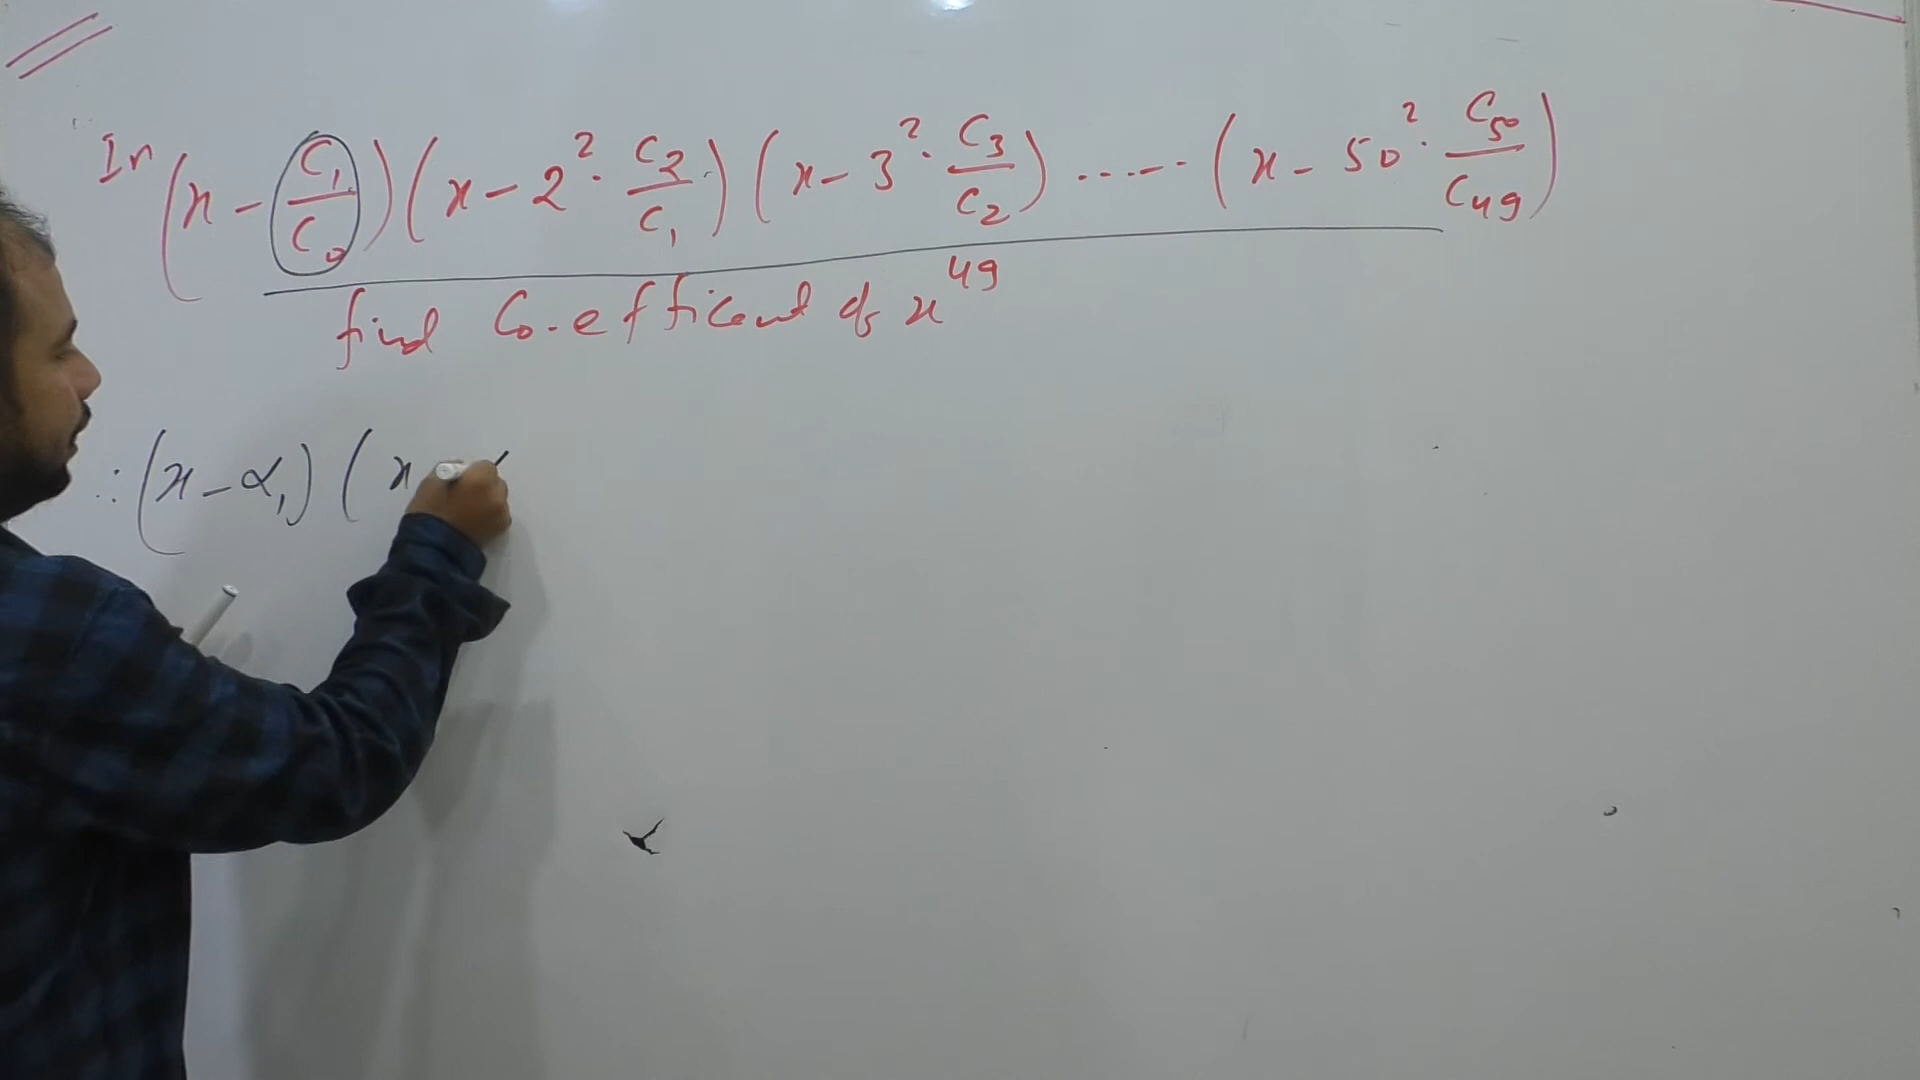 In (x - C₁/C₀)(x - 2² · C₂/C₁)(x - 3² · C₃/C₂) ........ (x - 50² · C₅₀/C₄₉)
find Co-efficent of x⁴⁹
∴ (x - α₁) (x